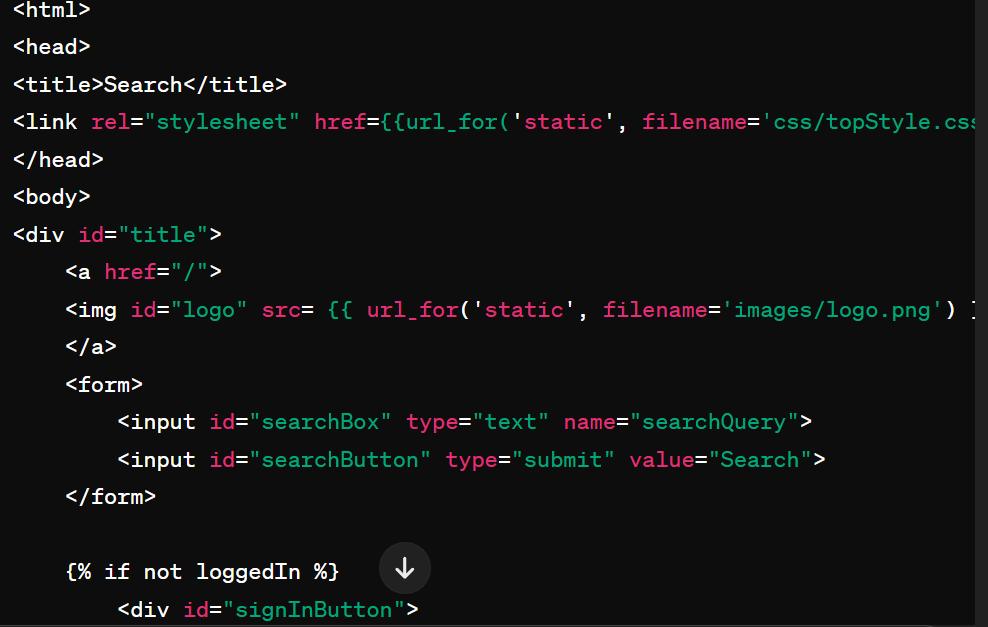 <html>
<head>
<title>Search</title>
<link rel="stylesheet" href={{url_for('static', filename='css/topStyle.css
</head>
<body>
<div id="title">
    <a href="/">
    <img id="logo" src= {{ url_for('static', filename='images/logo.png')
    </a>
    <form>
        <input id="searchBox" type="text" name="searchQuery">
        <input id="searchButton" type="submit" value="Search">
    </form>

    {% if not loggedIn %}
        <div id="signInButton">